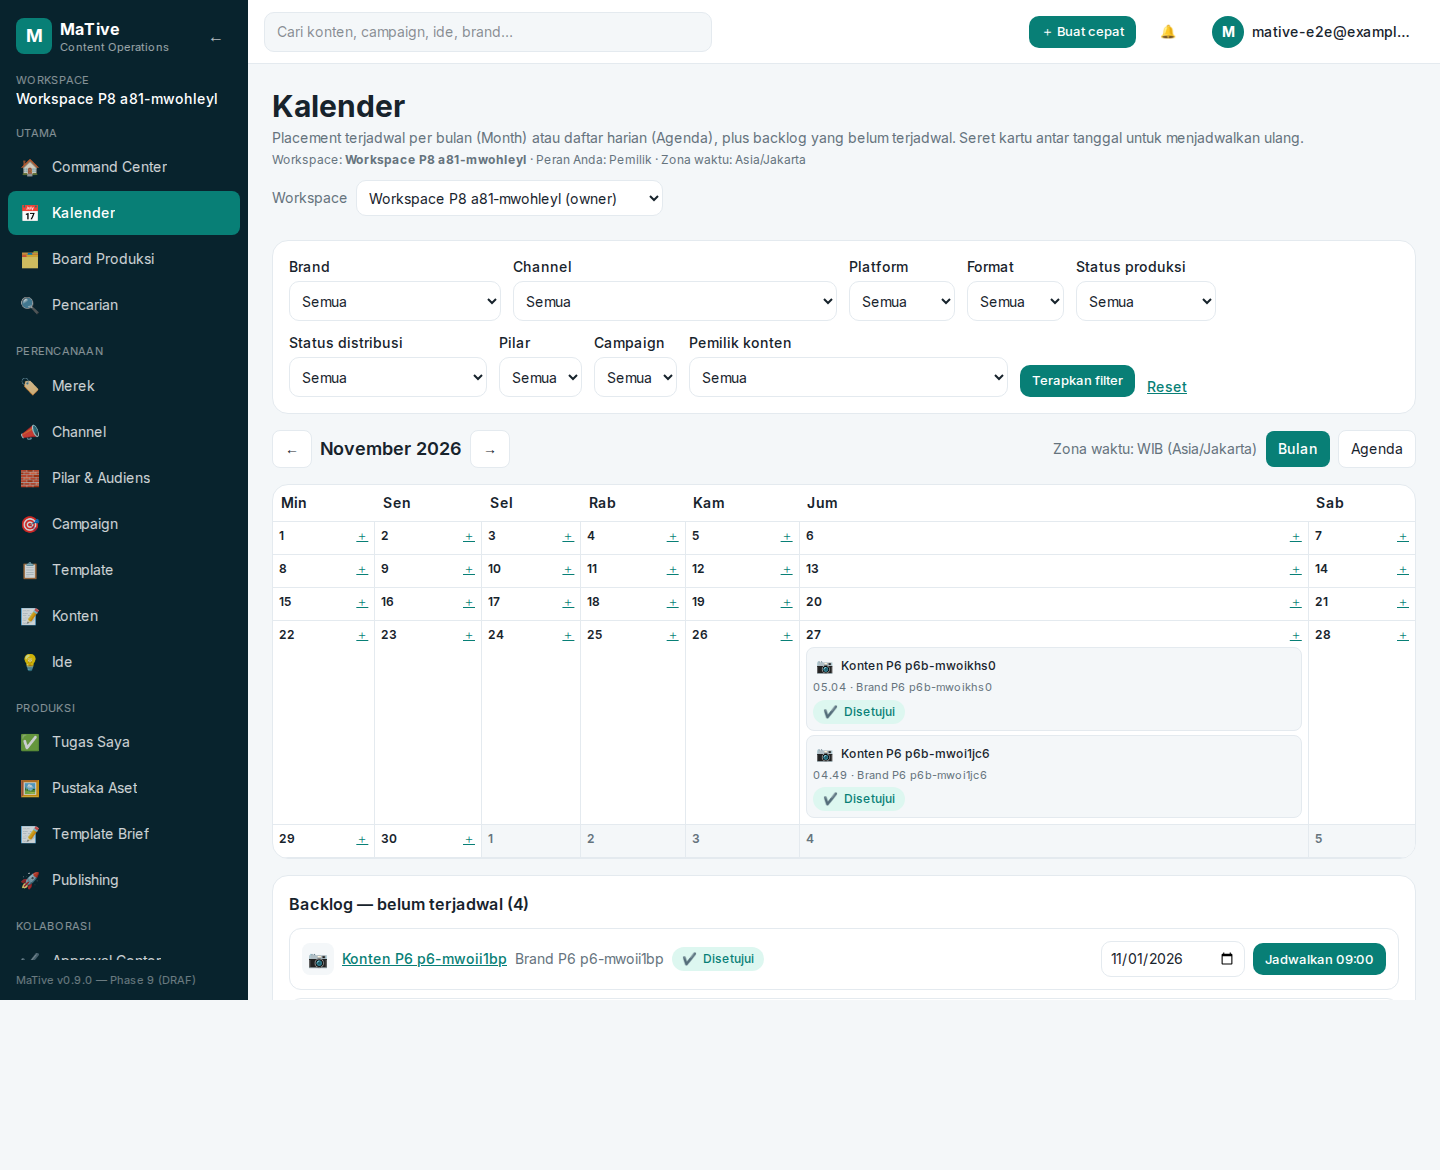 M MaTive
Content Operations
←
WORKSPACE
Workspace P8 a81-mwohleyl
UTAMA
Command Center
Kalender
Board Produksi
Pencarian
PERENCANAAN
Merek
Channel
Pilar & Audiens
Campaign
Template
Konten
Ide
PRODUKSI
Tugas Saya
Pustaka Aset
Template Brief
Publishing
KOLABORASI
Approval Center
MaTive v0.9.0 — Phase 9 (DRAF)
Cari konten, campaign, ide, brand...
+ Buat cepat
M mative-e2e@exampl...
Kalender
Placement terjadwal per bulan (Month) atau daftar harian (Agenda), plus backlog yang belum terjadwal. Seret kartu antar tanggal untuk menjadwalkan ulang.
Workspace: Workspace P8 a81-mwohleyl · Peran Anda: Pemilik · Zona waktu: Asia/Jakarta
Workspace Workspace P8 a81-mwohleyl (owner)
Brand Channel Platform Format Status produksi
Semua Semua Semua Semua Semua
Status distribusi Pilar Campaign Pemilik konten
Semua Semua Semua Semua Terapkan filter Reset
← November 2026 → Zona waktu: WIB (Asia/Jakarta) Bulan Agenda
Min Sen Sel Rab Kam Jum Sab
1 + 2 + 3 + 4 + 5 + 6 + 7 +
8 + 9 + 10 + 11 + 12 + 13 + 14 +
15 + 16 + 17 + 18 + 19 + 20 + 21 +
22 + 23 + 24 + 25 + 26 + 27 + 28 +
Konten P6 p6b-mwoikhs0
05.04 · Brand P6 p6b-mwoikhs0
✔ Disetujui
Konten P6 p6b-mwoi1jc6
04.49 · Brand P6 p6b-mwoi1jc6
✔ Disetujui
29 + 30 + 1 2 3 4 5
Backlog — belum terjadwal (4)
Konten P6 p6-mwoii1bp Brand P6 p6-mwoii1bp ✔ Disetujui 11/01/2026 Jadwalkan 09:00